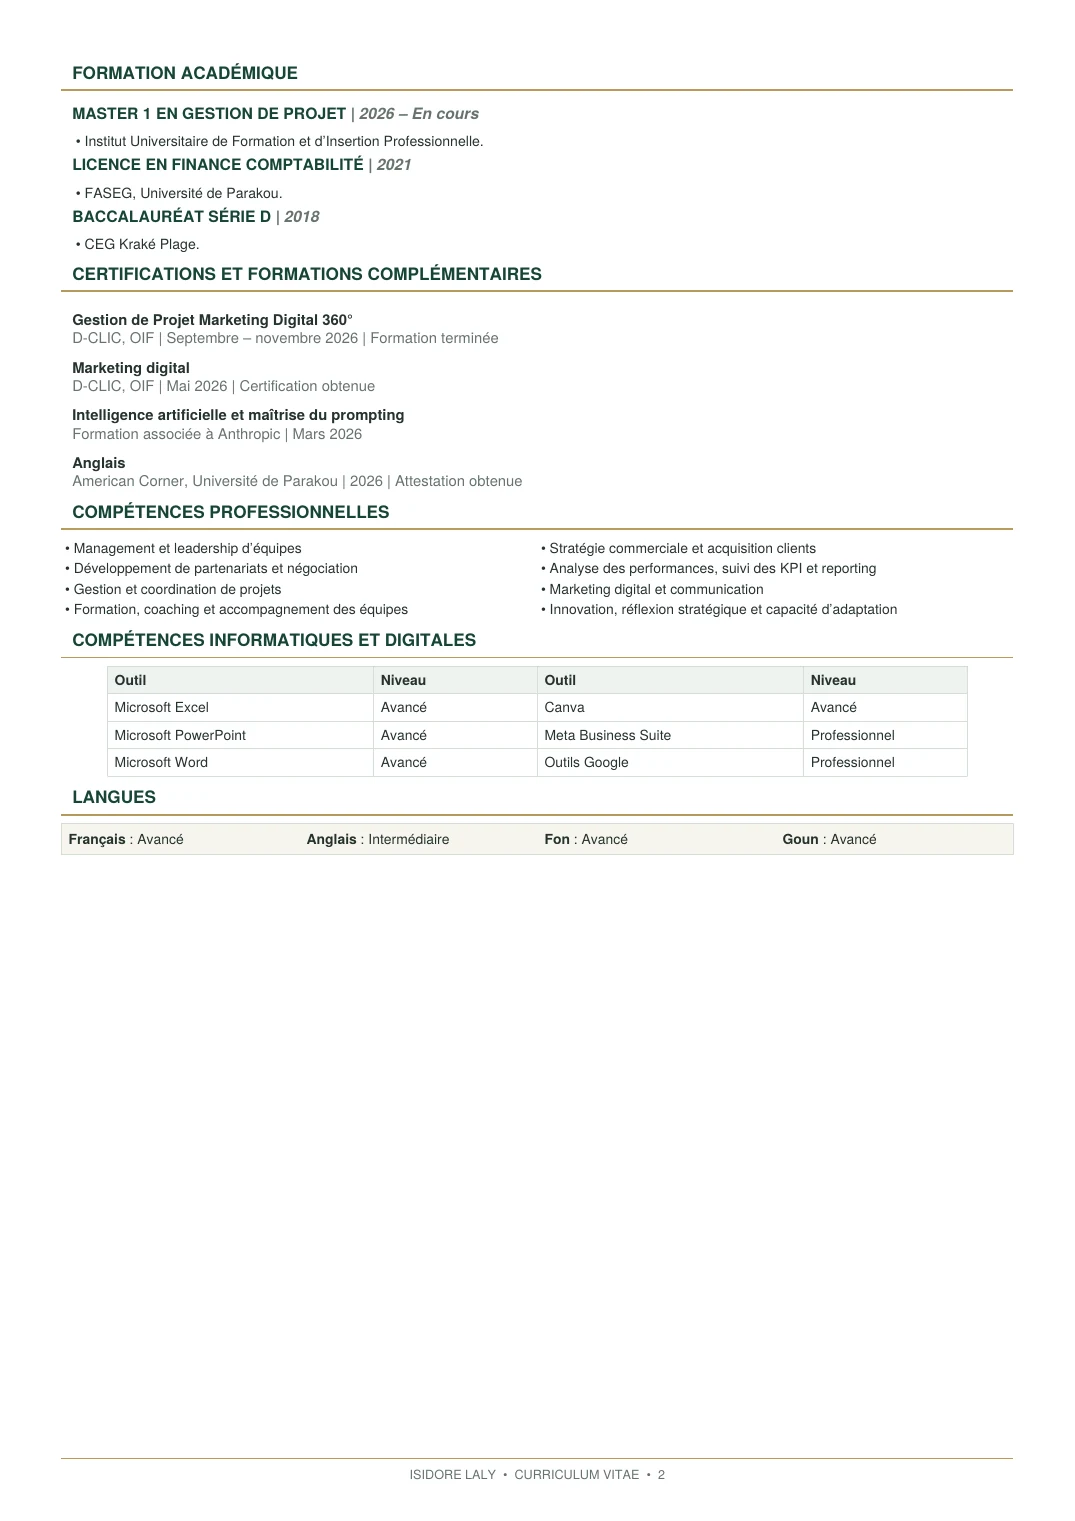 FORMATION ACADÉMIQUE
MASTER 1 EN GESTION DE PROJET | 2026 – En cours
• Institut Universitaire de Formation et d’Insertion Professionnelle.
LICENCE EN FINANCE COMPTABILITÉ | 2021
• FASEG, Université de Parakou.
BACCALAURÉAT SÉRIE D | 2018
• CEG Kraké Plage.
CERTIFICATIONS ET FORMATIONS COMPLÉMENTAIRES
Gestion de Projet Marketing Digital 360°
D-CLIC, OIF | Septembre – novembre 2026 | Formation terminée
Marketing digital
D-CLIC, OIF | Mai 2026 | Certification obtenue
Intelligence artificielle et maîtrise du prompting
Formation associée à Anthropic | Mars 2026
Anglais
American Corner, Université de Parakou | 2026 | Attestation obtenue
COMPÉTENCES PROFESSIONNELLES
• Management et leadership d’équipes
• Développement de partenariats et négociation
• Gestion et coordination de projets
• Formation, coaching et accompagnement des équipes
• Stratégie commerciale et acquisition clients
• Analyse des performances, suivi des KPI et reporting
• Marketing digital et communication
• Innovation, réflexion stratégique et capacité d’adaptation
COMPÉTENCES INFORMATIQUES ET DIGITALES
Outil Niveau Outil Niveau
Microsoft Excel Avancé Canva Avancé
Microsoft PowerPoint Avancé Meta Business Suite Professionnel
Microsoft Word Avancé Outils Google Professionnel
LANGUES
Français : Avancé Anglais : Intermédiaire Fon : Avancé Goun : Avancé
ISIDORE LALY • CURRICULUM VITAE • 2